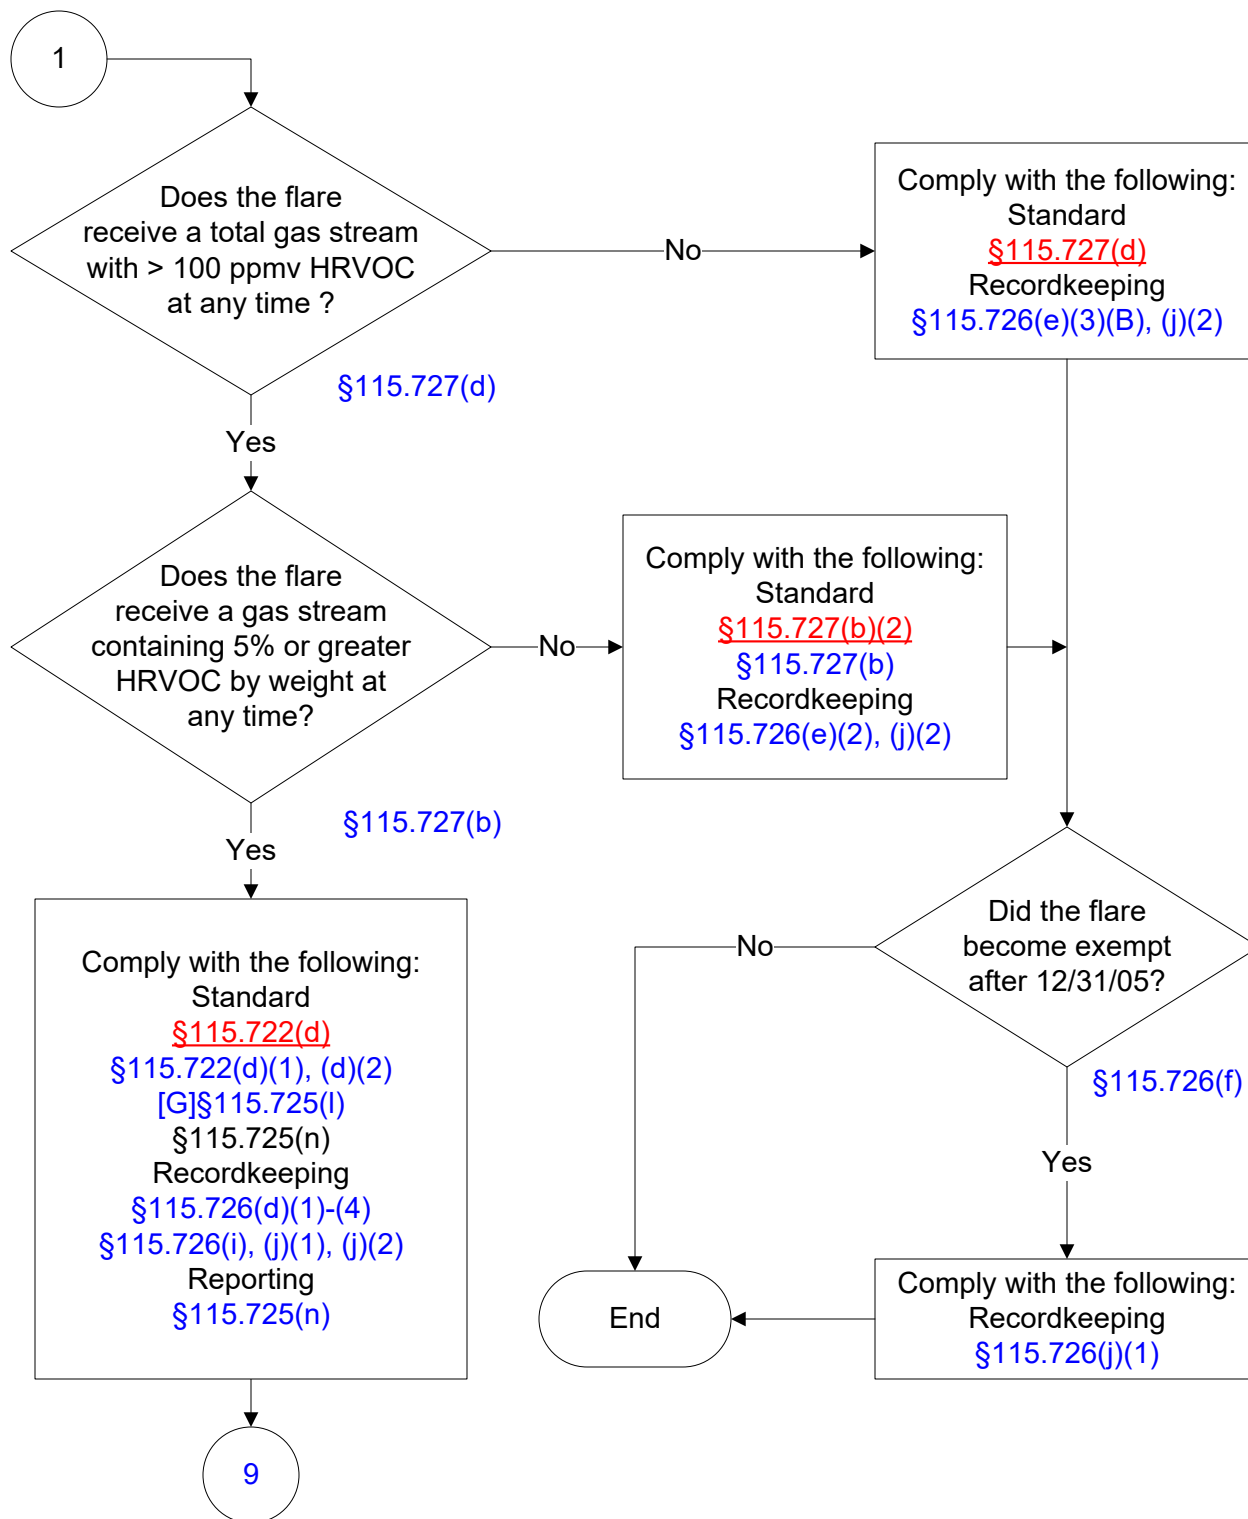 1
Does the flare
receive a total gas stream
with > 100 ppmv HRVOC
at any time ?
§115.727(d)
No
Comply with the following:
Standard
§115.727(d)
Recordkeeping
§115.726(e)(3)(B), (j)(2)
Yes
Does the flare
receive a gas stream
containing 5% or greater
HRVOC by weight at
any time?
§115.727(b)
No
Comply with the following:
Standard
§115.727(b)(2)
§115.727(b)
Recordkeeping
§115.726(e)(2), (j)(2)
Yes
Comply with the following:
Standard
§115.722(d)
§115.722(d)(1), (d)(2)
[G]§115.725(l)
§115.725(n)
Recordkeeping
§115.726(d)(1)-(4)
§115.726(i), (j)(1), (j)(2)
Reporting
§115.725(n)
9
Did the flare
become exempt
after 12/31/05?
§115.726(f)
No
Yes
Comply with the following:
Recordkeeping
§115.726(j)(1)
End